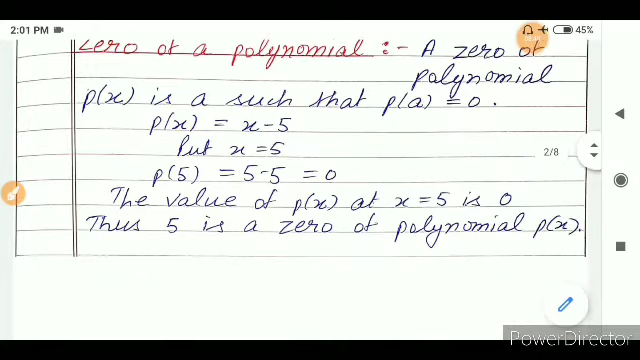 2:01 PM 45%
Zero of a polynomial :- A zero of
polynomial
p(x) is a such that p(a) = 0.
p(x) = x-5
Put x = 5
p(5) = 5-5 = 0
2/8
The value of p(x) at x = 5 is 0
Thus 5 is a zero of polynomial p(x).
PowerDirector